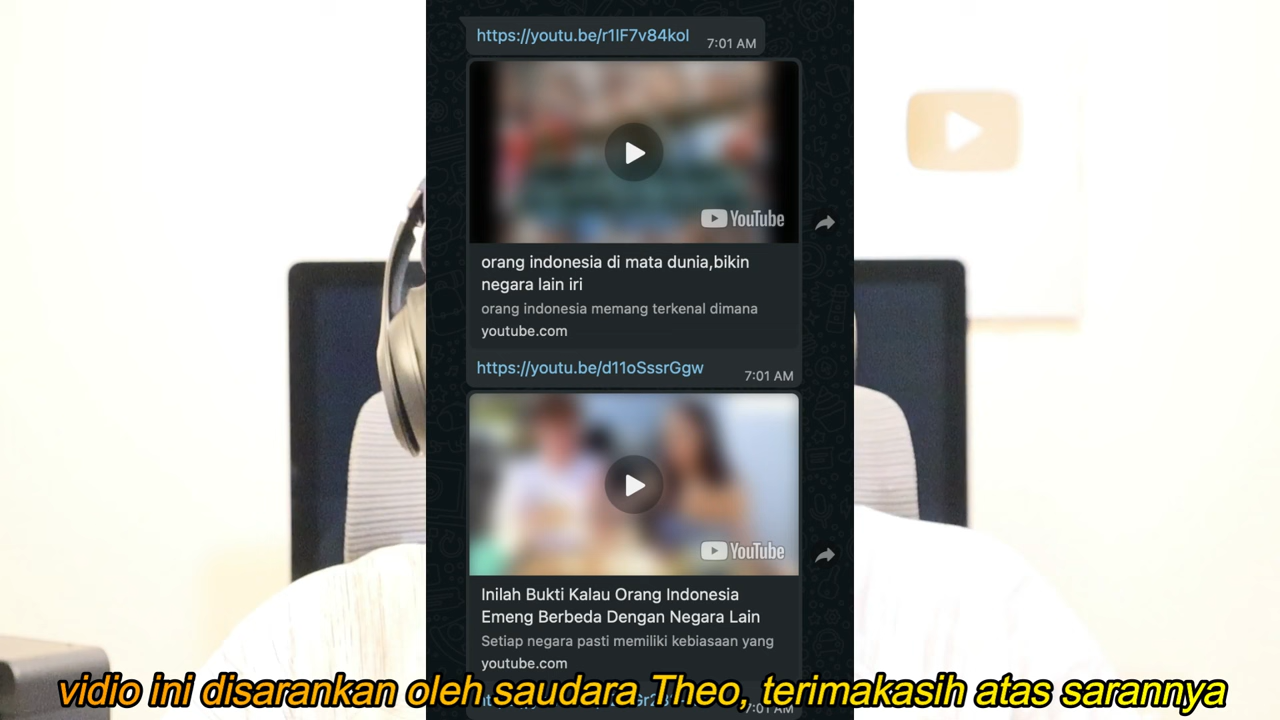 https://youtu.be/r1lF7v84kol
7:01 AM
YouTube
orang indonesia di mata dunia,bikin
negara lain iri
orang indonesia memang terkenal dimana
youtube.com
https://youtu.be/d11oSssrGgw
7:01 AM
YouTube
Inilah Bukti Kalau Orang Indonesia
Emeng Berbeda Dengan Negara Lain
Setiap negara pasti memiliki kebiasaan yang
youtube.com
vidio ini disarankan oleh saudara Theo, terimakasih atas sarannya
7:01 AM